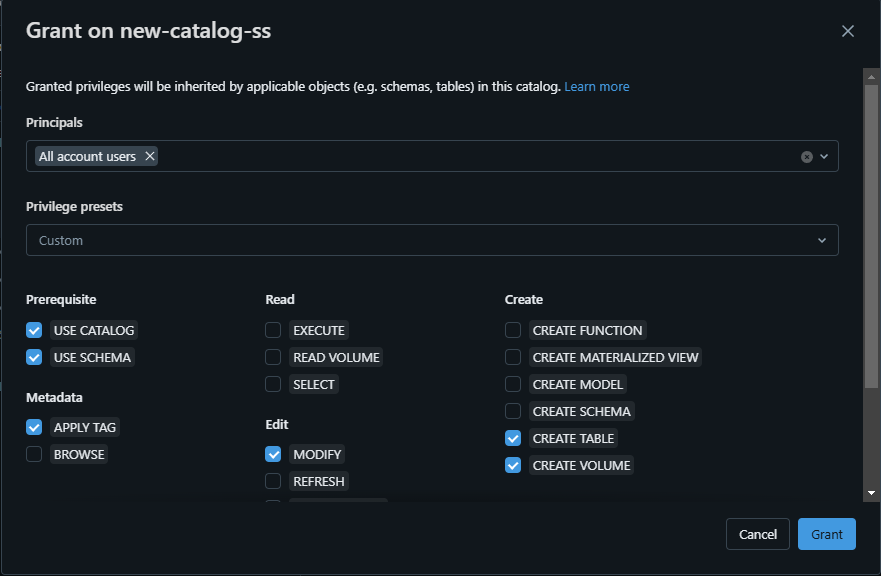 Grant on new-catalog-ss
Granted privileges will be inherited by applicable objects (e.g. schemas, tables) in this catalog. Learn more
Principals
All account users
Privilege presets
Custom
Prerequisite
USE CATALOG
USE SCHEMA
Metadata
APPLY TAG
BROWSE
Read
EXECUTE
READ VOLUME
SELECT
Edit
MODIFY
REFRESH
Create
CREATE FUNCTION
CREATE MATERIALIZED VIEW
CREATE MODEL
CREATE SCHEMA
CREATE TABLE
CREATE VOLUME
Cancel
Grant